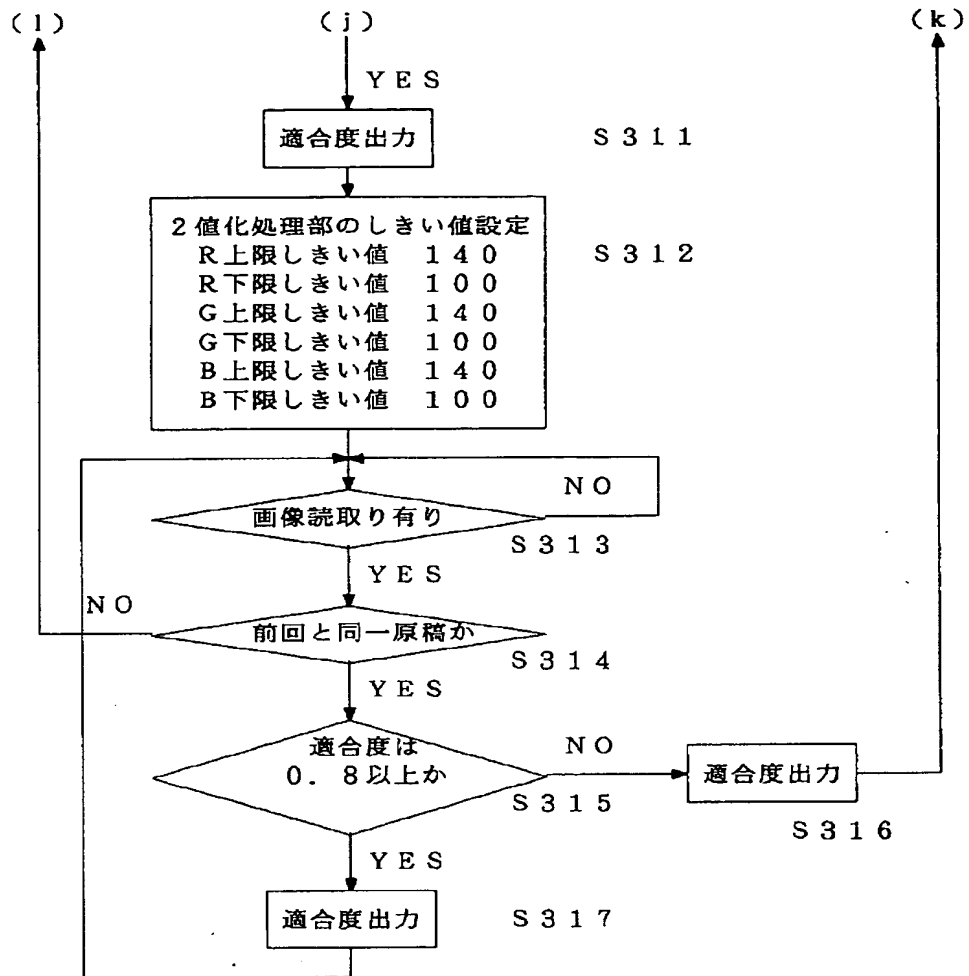 (l)
(j)
(k)
YES
適合度出力
S311
2値化処理部のしきい値設定
R上限しきい値 140
R下限しきい値 100
G上限しきい値 140
G下限しきい値 100
B上限しきい値 140
B下限しきい値 100
S312
NO
画像読取り有り
S313
YES
NO
前回と同一原稿か
S314
YES
適合度は
0.8以上か
NO
S315
適合度出力
S316
YES
適合度出力
S317